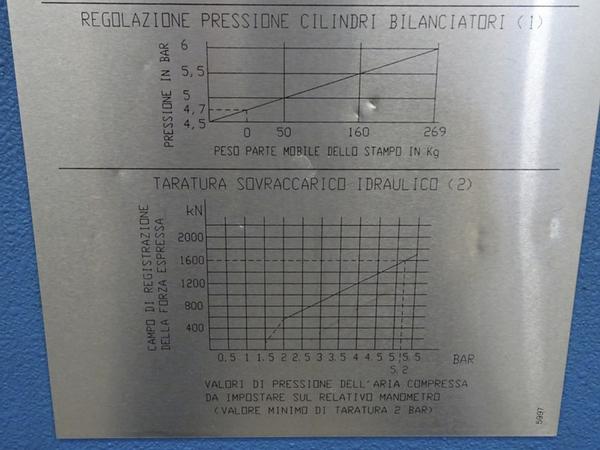 REGOLAZIONE PRESSIONE CILINDRI BILANCIATORI (1)
PRESSIONE IN BAR
6
5,5
5
4,7
4,5
0 50 160 269
PESO PARTE MOBILE DELLO STAMPO IN Kg
TARATURA SOVRACCARICO IDRAULICO (2)
CAMPO DI REGISTRAZIONE
DELLA FORZA ESPRESSA
kN
2000
1600
1200
800
400
0,5 1 1.5 2 2.5 3 3.5 4 4.5 5 5.5 BAR
5.2
VALORI DI PRESSIONE DELL'ARIA COMPRESSA
DA IMPOSTARE SUL RELATIVO MANOMETRO
(VALORE MINIMO DI TARATURA 2 BAR)
5997